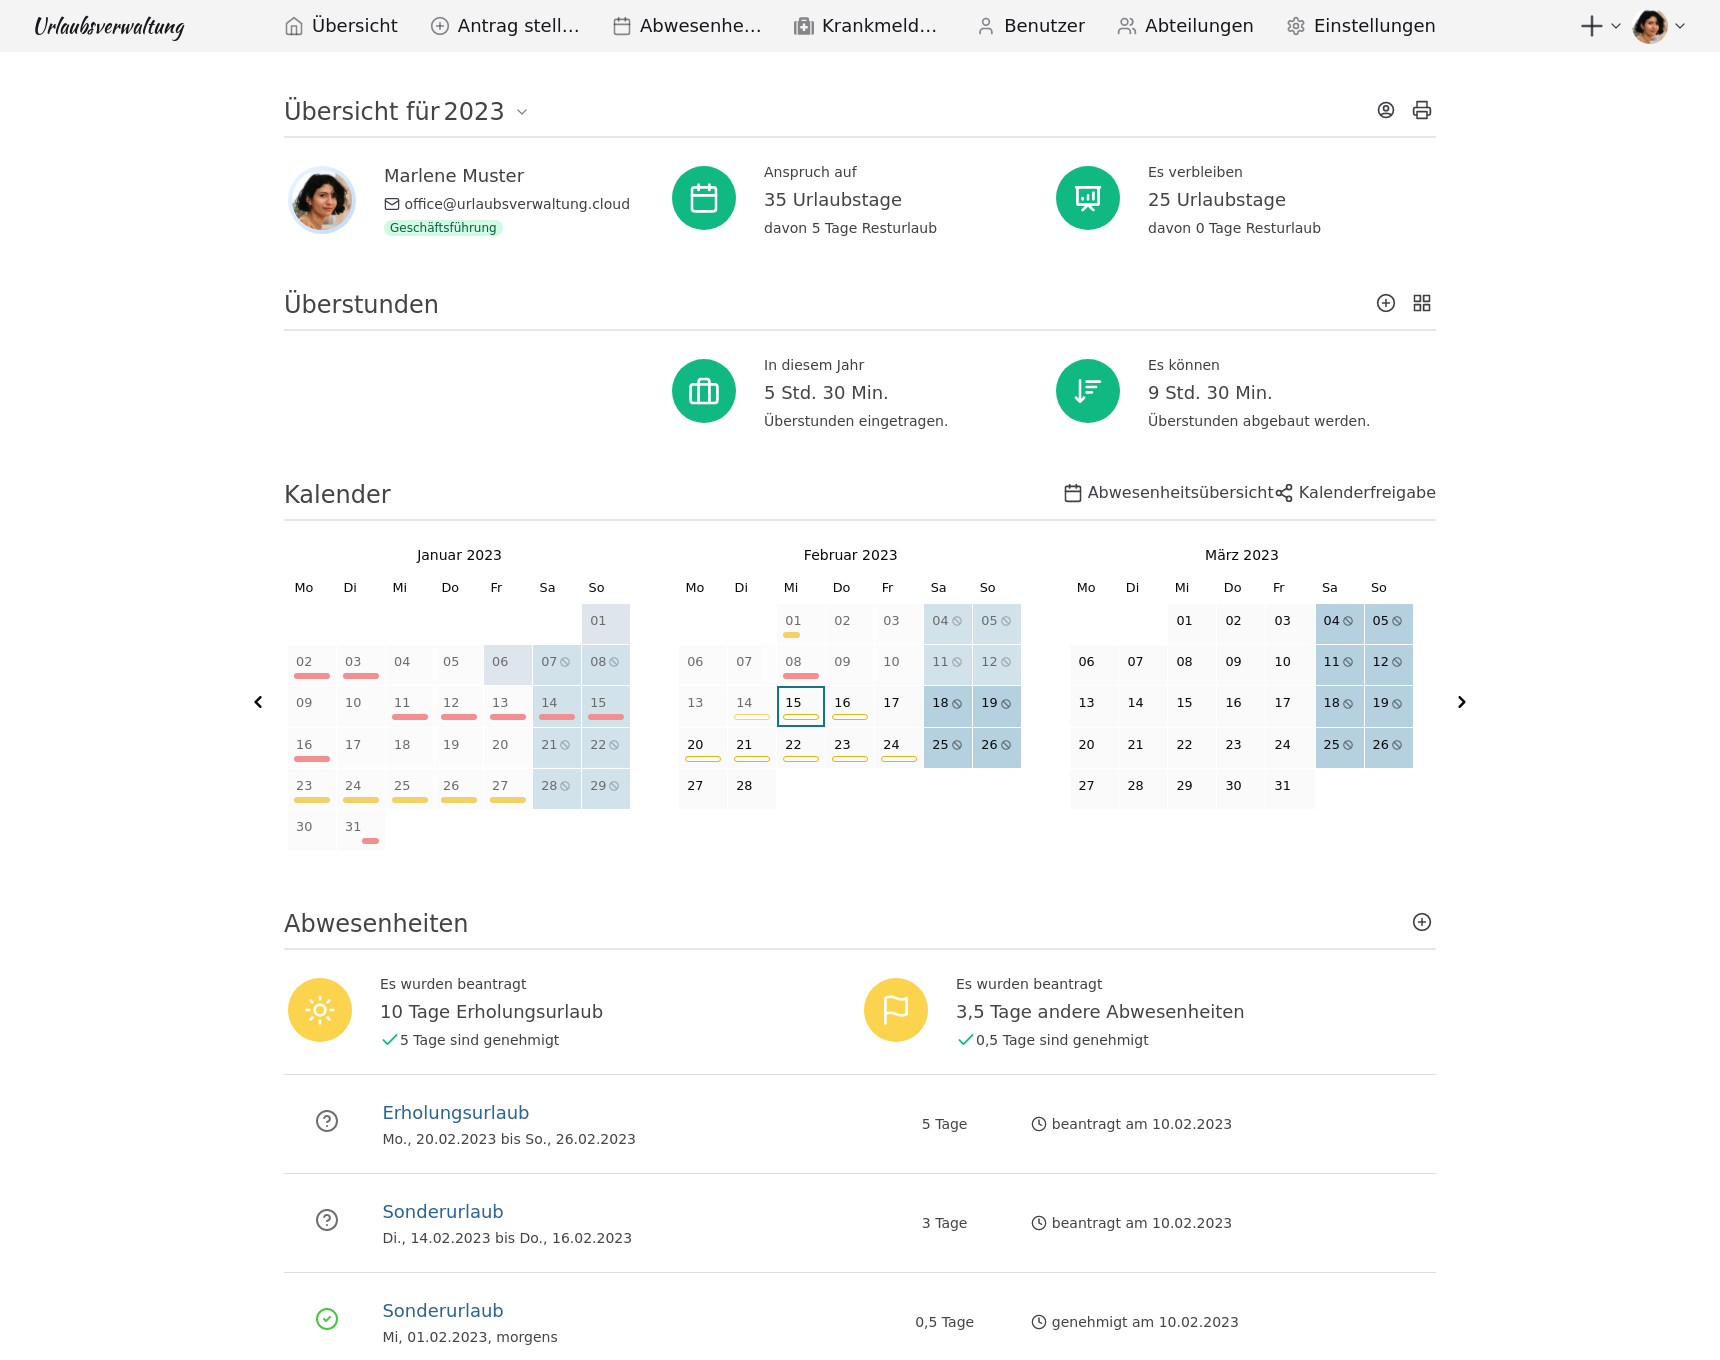 Urlaubsverwaltung
Übersicht
Antrag stell...
Abwesenhe...
Krankmeld...
Benutzer
Abteilungen
Einstellungen
Übersicht für 2023
Marlene Muster
office@urlaubsverwaltung.cloud
Geschäftsführung
Anspruch auf
35 Urlaubstage
davon 5 Tage Resturlaub
Es verbleiben
25 Urlaubstage
davon 0 Tage Resturlaub
Überstunden
In diesem Jahr
5 Std. 30 Min.
Überstunden eingetragen.
Es können
9 Std. 30 Min.
Überstunden abgebaut werden.
Kalender
Abwesenheitsübersicht
Kalenderfreigabe
Januar 2023
Mo Di Mi Do Fr Sa So
01
02 03 04 05 06 07 08
09 10 11 12 13 14 15
16 17 18 19 20 21 22
23 24 25 26 27 28 29
30 31
Februar 2023
Mo Di Mi Do Fr Sa So
01 02 03 04 05
06 07 08 09 10 11 12
13 14 15 16 17 18 19
20 21 22 23 24 25 26
27 28
März 2023
Mo Di Mi Do Fr Sa So
01 02 03 04 05
06 07 08 09 10 11 12
13 14 15 16 17 18 19
20 21 22 23 24 25 26
27 28 29 30 31
Abwesenheiten
Es wurden beantragt
10 Tage Erholungsurlaub
5 Tage sind genehmigt
Es wurden beantragt
3,5 Tage andere Abwesenheiten
0,5 Tage sind genehmigt
Erholungsurlaub
Mo., 20.02.2023 bis So., 26.02.2023
5 Tage
beantragt am 10.02.2023
Sonderurlaub
Di., 14.02.2023 bis Do., 16.02.2023
3 Tage
beantragt am 10.02.2023
Sonderurlaub
Mi, 01.02.2023, morgens
0,5 Tage
genehmigt am 10.02.2023